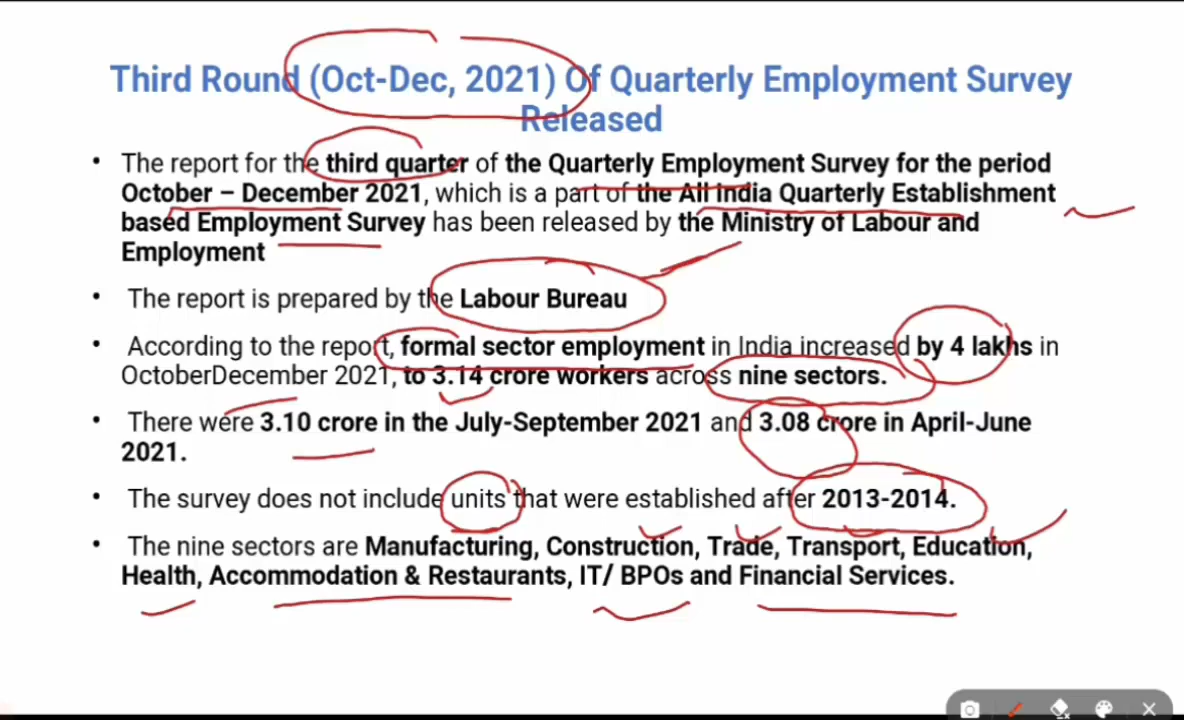 Third Round (Oct-Dec, 2021) Of Quarterly Employment Survey
Released
• The report for the third quarter of the Quarterly Employment Survey for the period
October – December 2021, which is a part of the All India Quarterly Establishment
based Employment Survey has been released by the Ministry of Labour and
Employment
• The report is prepared by the Labour Bureau
• According to the report, formal sector employment in India increased by 4 lakhs in
OctoberDecember 2021, to 3.14 crore workers across nine sectors.
• There were 3.10 crore in the July-September 2021 and 3.08 crore in April-June
2021.
• The survey does not include units that were established after 2013-2014.
• The nine sectors are Manufacturing, Construction, Trade, Transport, Education,
Health, Accommodation & Restaurants, IT/ BPOs and Financial Services.